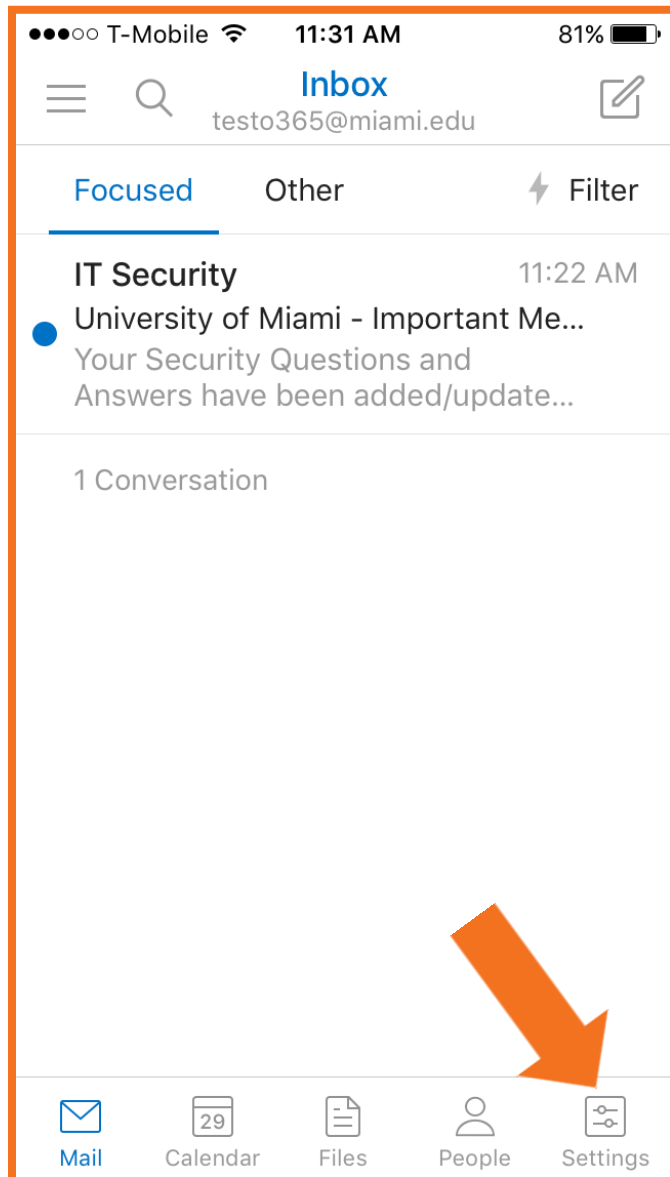 T-Mobile 11:31 AM 81%
Inbox
testo365@miami.edu
Focused Other Filter
IT Security 11:22 AM
University of Miami - Important Me...
Your Security Questions and
Answers have been added/update...
1 Conversation
29
Mail Calendar Files People Settings